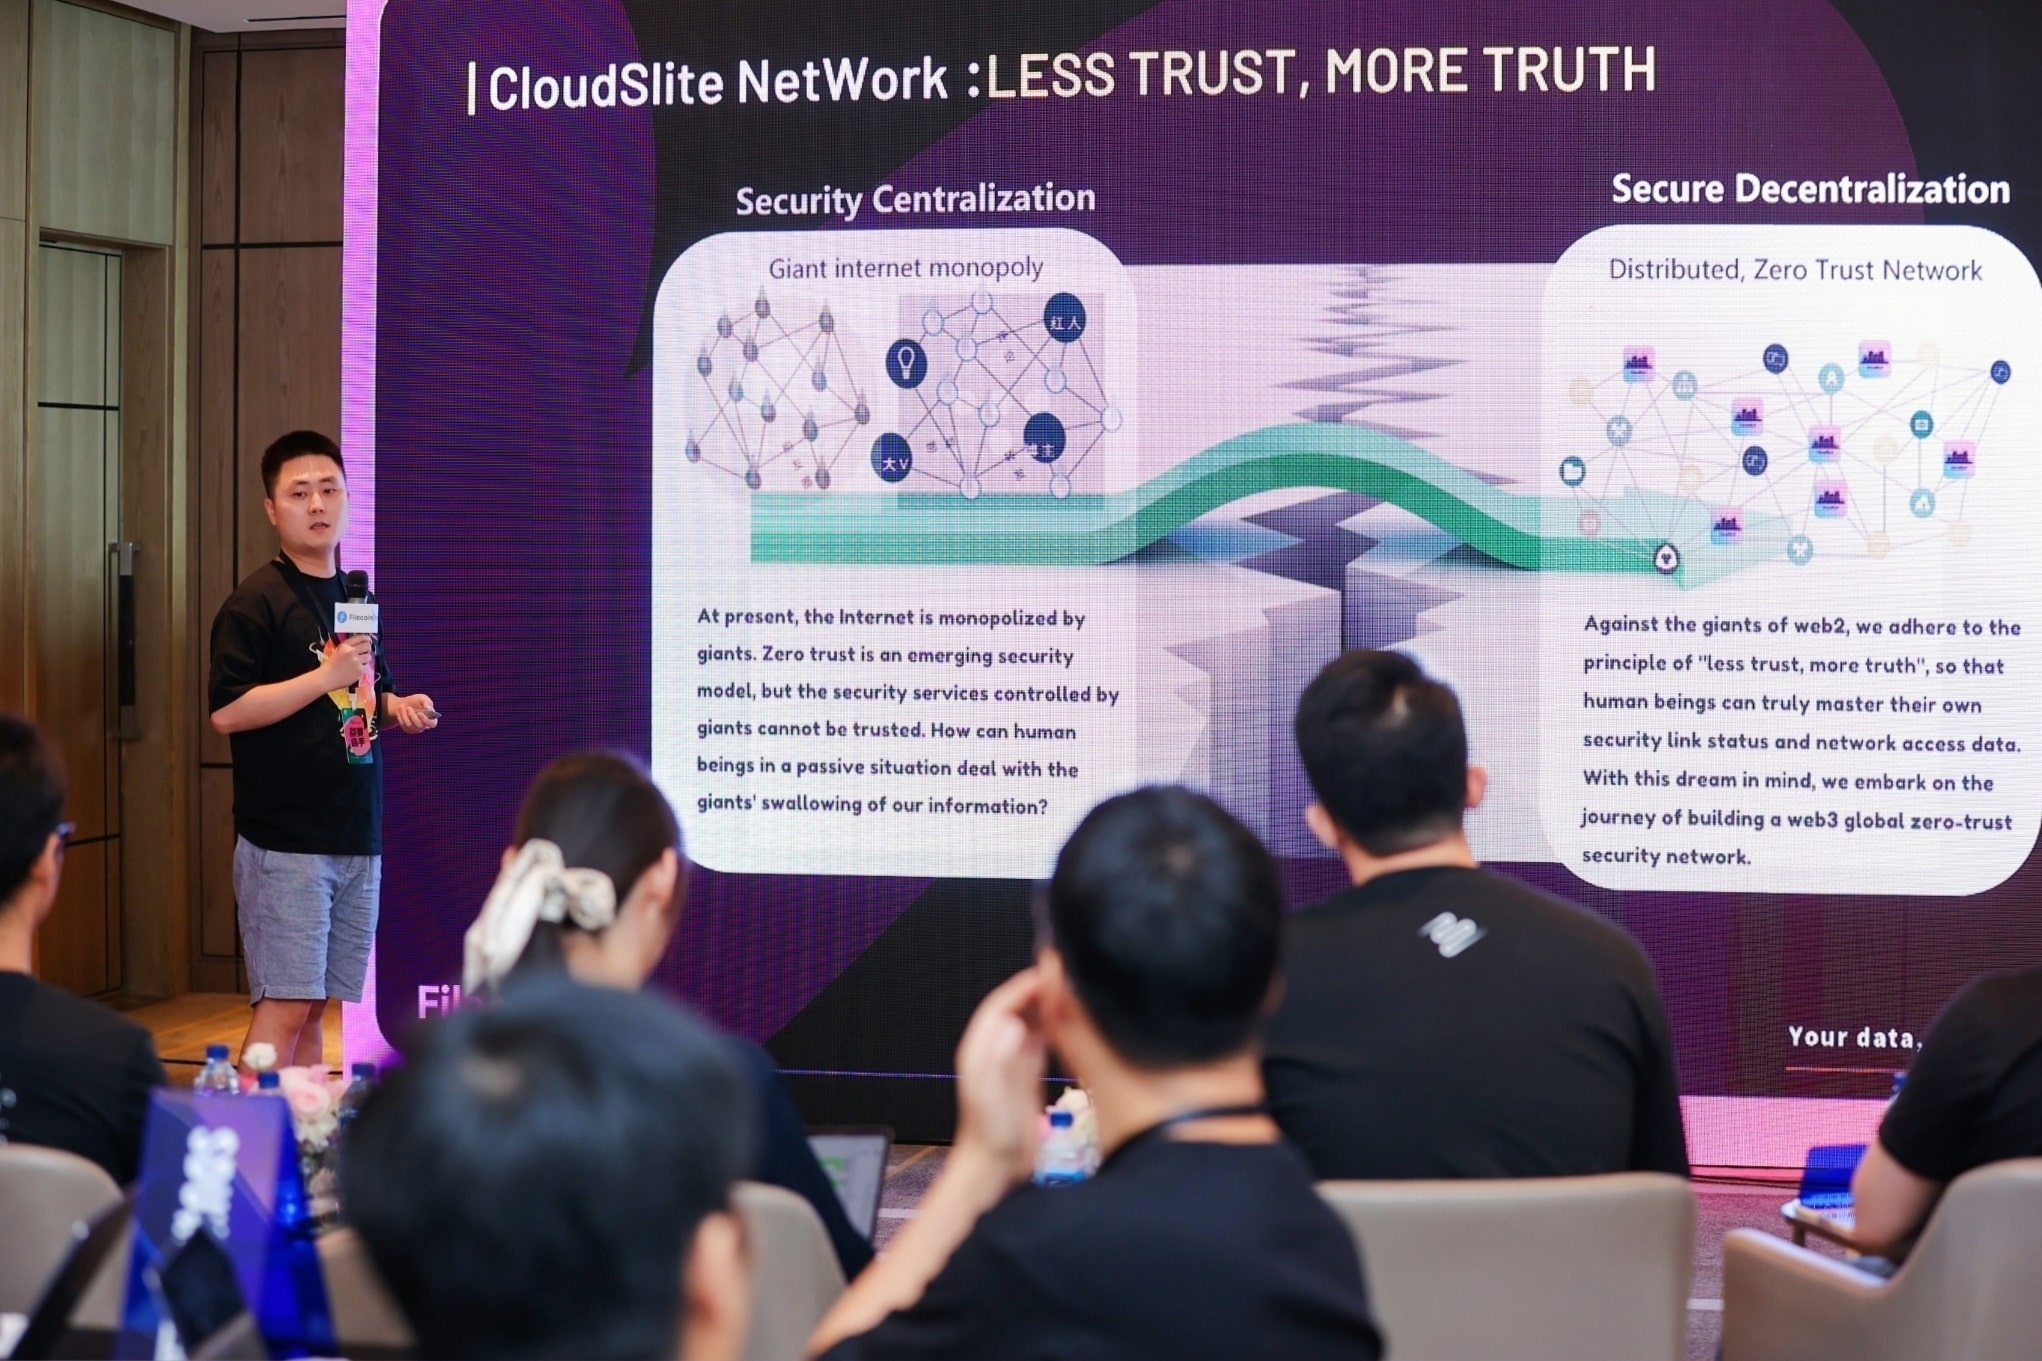 | CloudSlite NetWork : LESS TRUST, MORE TRUTH
Security Centralization
Giant internet monopoly
红人
大V
主
At present, the Internet is monopolized by
giants. Zero trust is an emerging security
model, but the security services controlled by
giants cannot be trusted. How can human
beings in a passive situation deal with the
giants' swallowing of our information?
Secure Decentralization
Distributed, Zero Trust Network
Against the giants of web2, we adhere to the
principle of "less trust, more truth", so that
human beings can truly master their own
security link status and network access data.
With this dream in mind, we embark on the
journey of building a web3 global zero-trust
security network.
Filecoin
Fil
Your data,